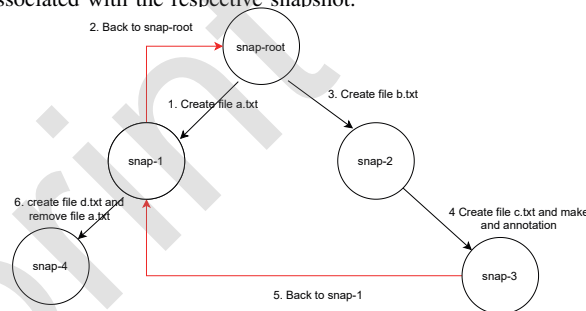 ssociated with the respective snapshot.
2. Back to snap-root
snap-root
1. Create file a.txt
3. Create file b.txt
snap-1
snap-2
6. create file d.txt and
remove file a.txt
4 Create file c.txt and make
and annotation
snap-4
snap-3
5. Back to snap-1
print